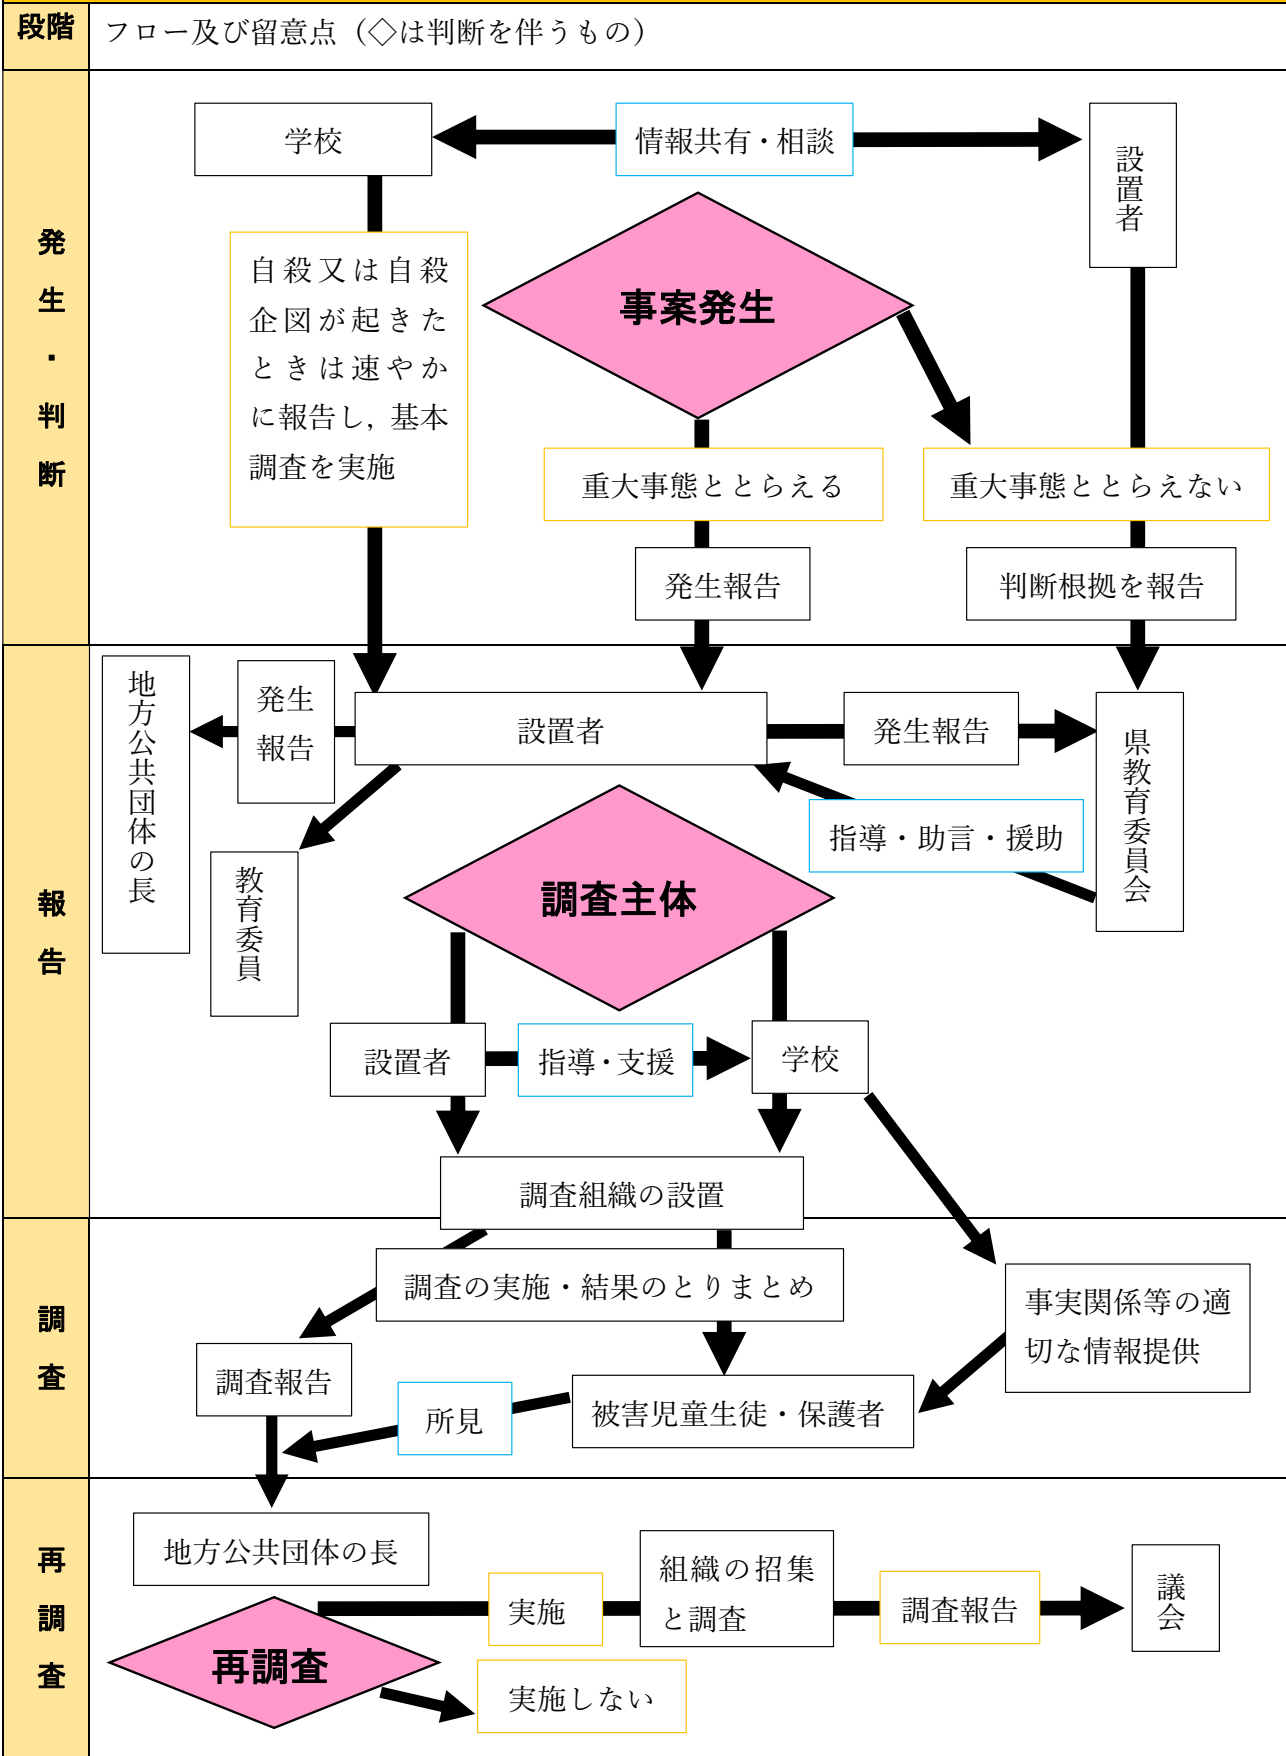 段階
フロー及び留意点（◇は判断を伴うもの）
発生・判断
学校
情報共有・相談
設置者
事案発生
自殺又は自殺
企図が起きた
ときは速やか
に報告し，基本
調査を実施
重大事態ととらえる
重大事態ととらえない
発生報告
判断根拠を報告
報告
地方公共団体の長
発生
報告
設置者
発生報告
県教育委員会
指導・助言・援助
教育委員
調査主体
設置者
指導・支援
学校
調査組織の設置
調査
調査の実施・結果のとりまとめ
事実関係等の適
切な情報提供
調査報告
所見
被害児童生徒・保護者
再調査
地方公共団体の長
実施
組織の招集
と調査
調査報告
議会
再調査
実施しない